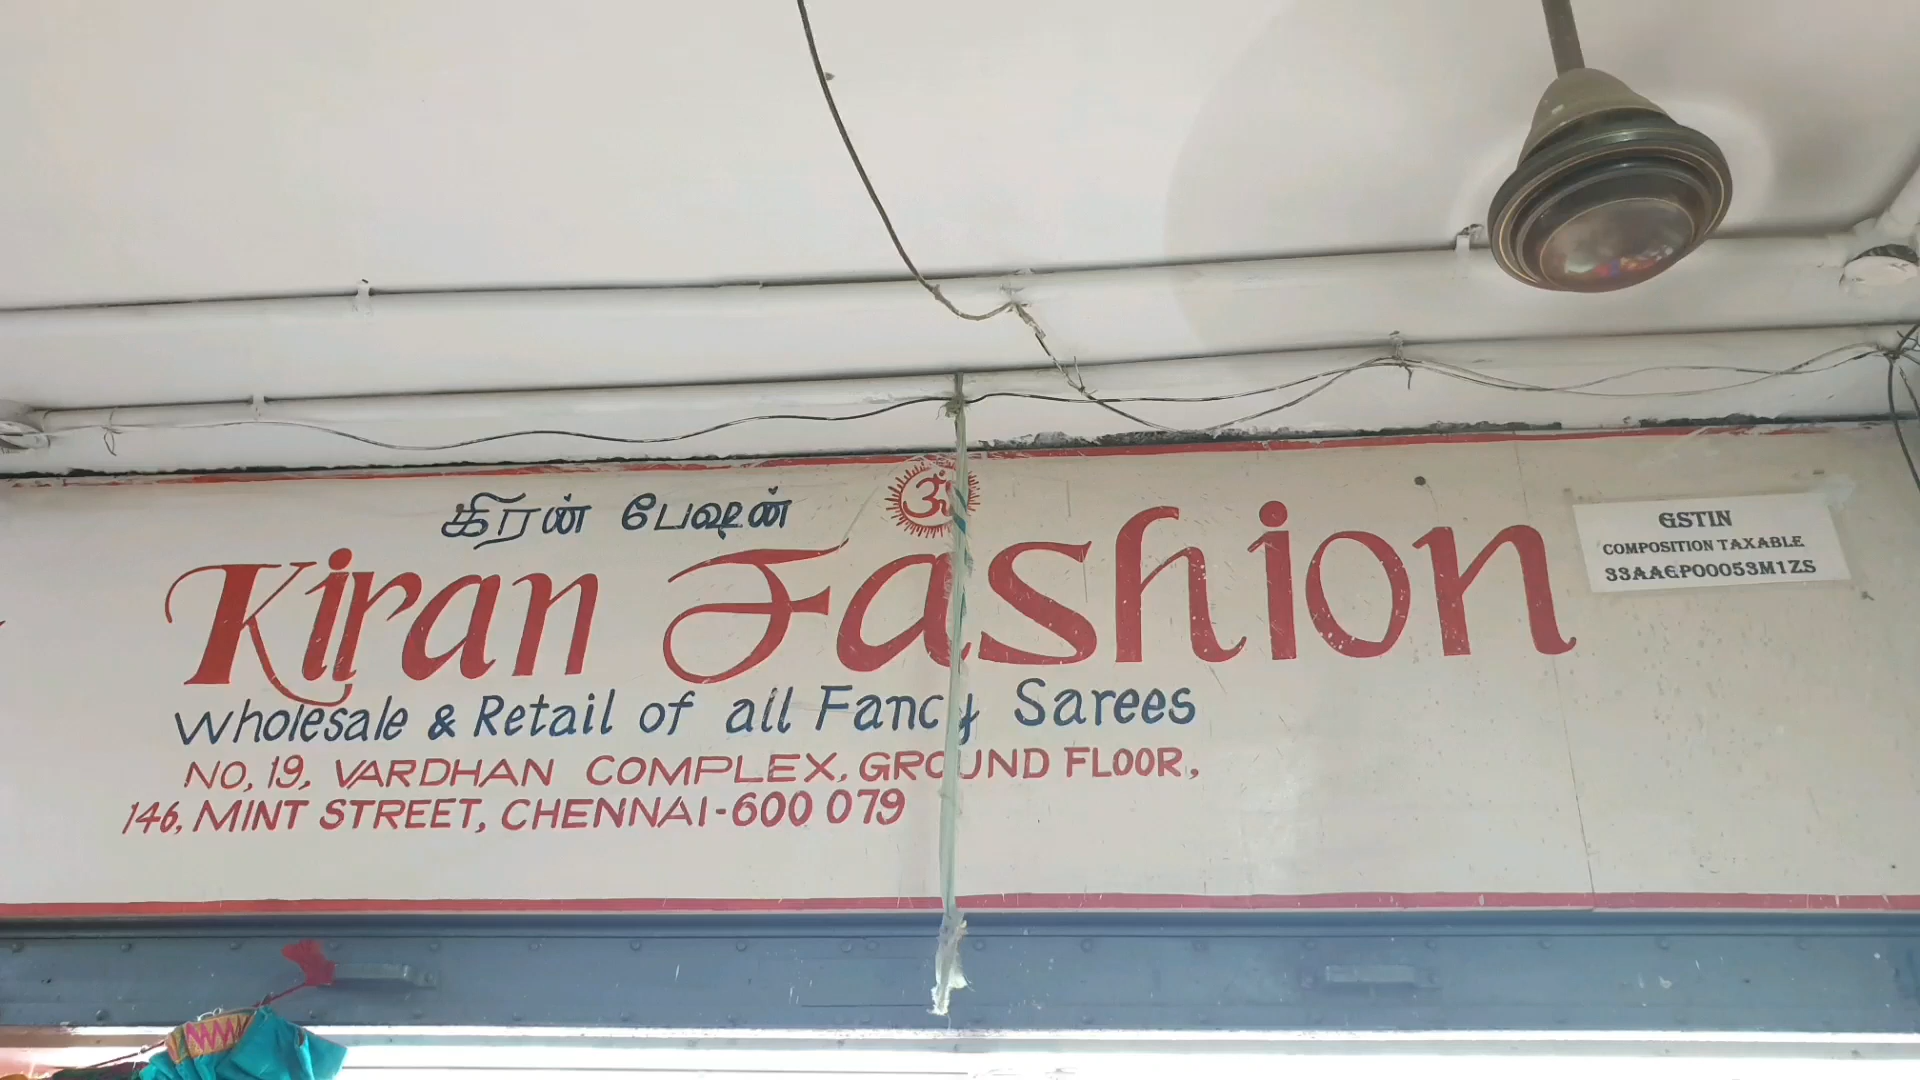 கிரன் பேஷன்
ॐ
Kiran Fashion
Wholesale & Retail of all Fancy Sarees
NO, 19, VARDHAN COMPLEX, GROUND FLOOR,
146, MINT STREET, CHENNAI-600 079
GSTIN
COMPOSITION TAXABLE
33AAGPO0053M1ZS